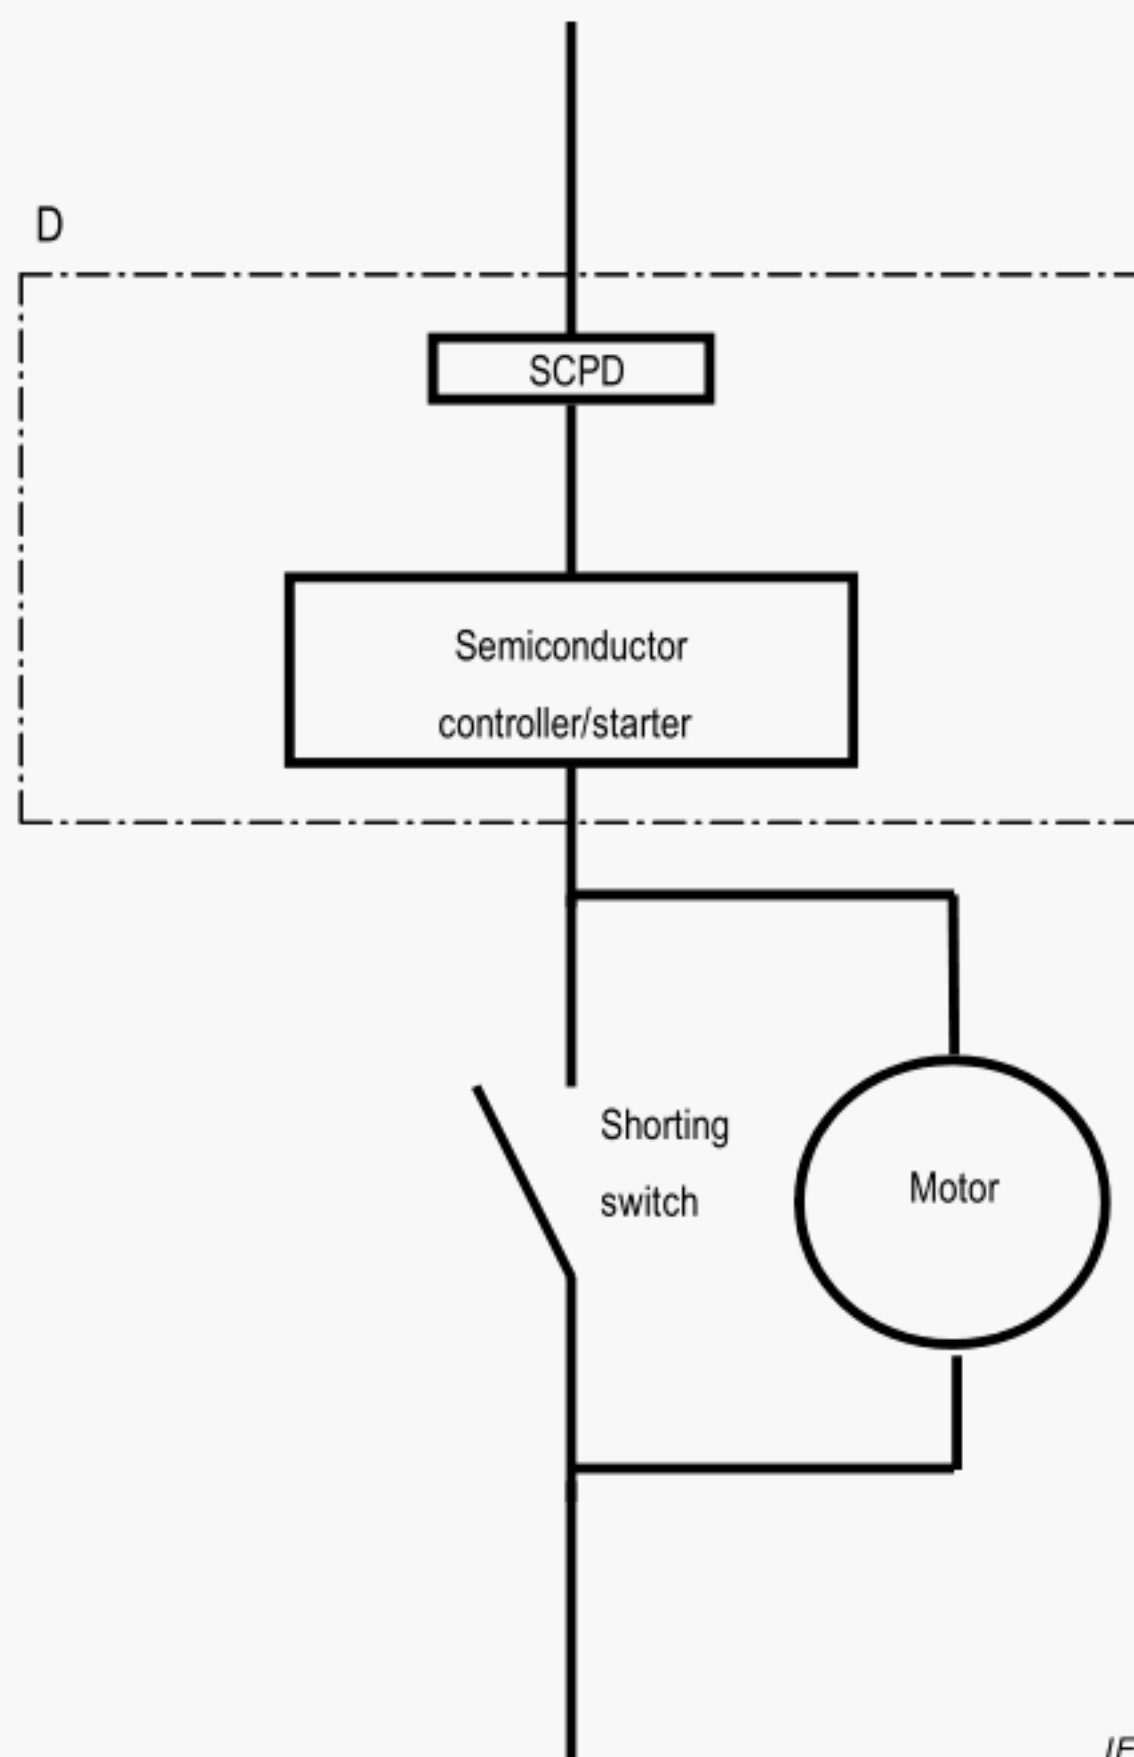 D
SCPD
Semiconductor
controller/starter
Shorting
switch
Motor